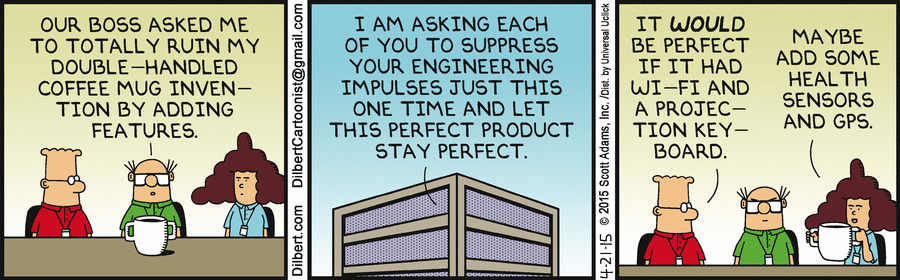 OUR BOSS ASKED ME
TO TOTALLY RUIN MY
DOUBLE-HANDLED
COFFEE MUG INVEN-
TION BY ADDING
FEATURES.
Dilbert.com DilbertCartoonist@gmail.com
I AM ASKING EACH
OF YOU TO SUPPRESS
YOUR ENGINEERING
IMPULSES JUST THIS
ONE TIME AND LET
THIS PERFECT PRODUCT
STAY PERFECT.
4-21-15 © 2015 Scott Adams, Inc. /Dist. by Universal Uclick
IT WOULD
BE PERFECT
IF IT HAD
WI-FI AND
A PROJEC-
TION KEY-
BOARD.
MAYBE
ADD SOME
HEALTH
SENSORS
AND GPS.